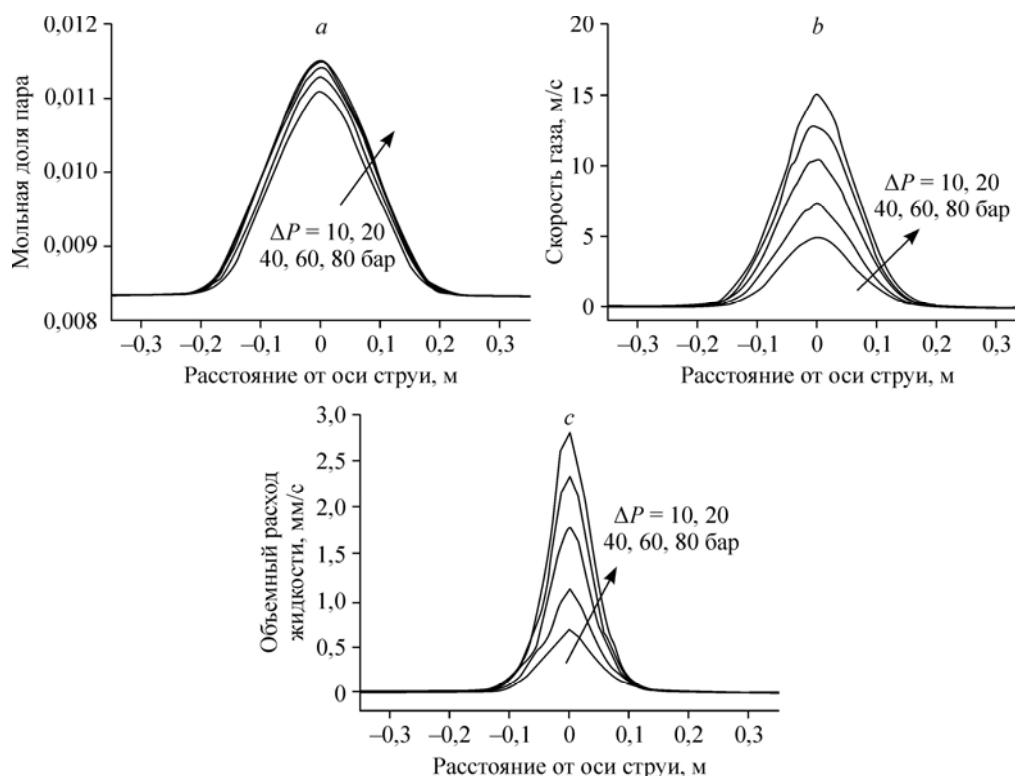 a
0,012
0,011
0,010
0,009
0,008
Мольная доля пара
ΔP = 10, 20
40, 60, 80 бар
–0,3 –0,2 –0,1 0 0,1 0,2 0,3
Расстояние от оси струи, м
b
20
15
10
5
0
Скорость газа, м/с
ΔP = 10, 20
40, 60, 80 бар
–0,3 –0,2 –0,1 0 0,1 0,2 0,3
Расстояние от оси струи, м
c
3,0
2,5
2,0
1,5
1,0
0,5
0
Объемный расход
жидкости, мм/с
ΔP = 10, 20
40, 60, 80 бар
–0,3 –0,2 –0,1 0 0,1 0,2 0,3
Расстояние от оси струи, м